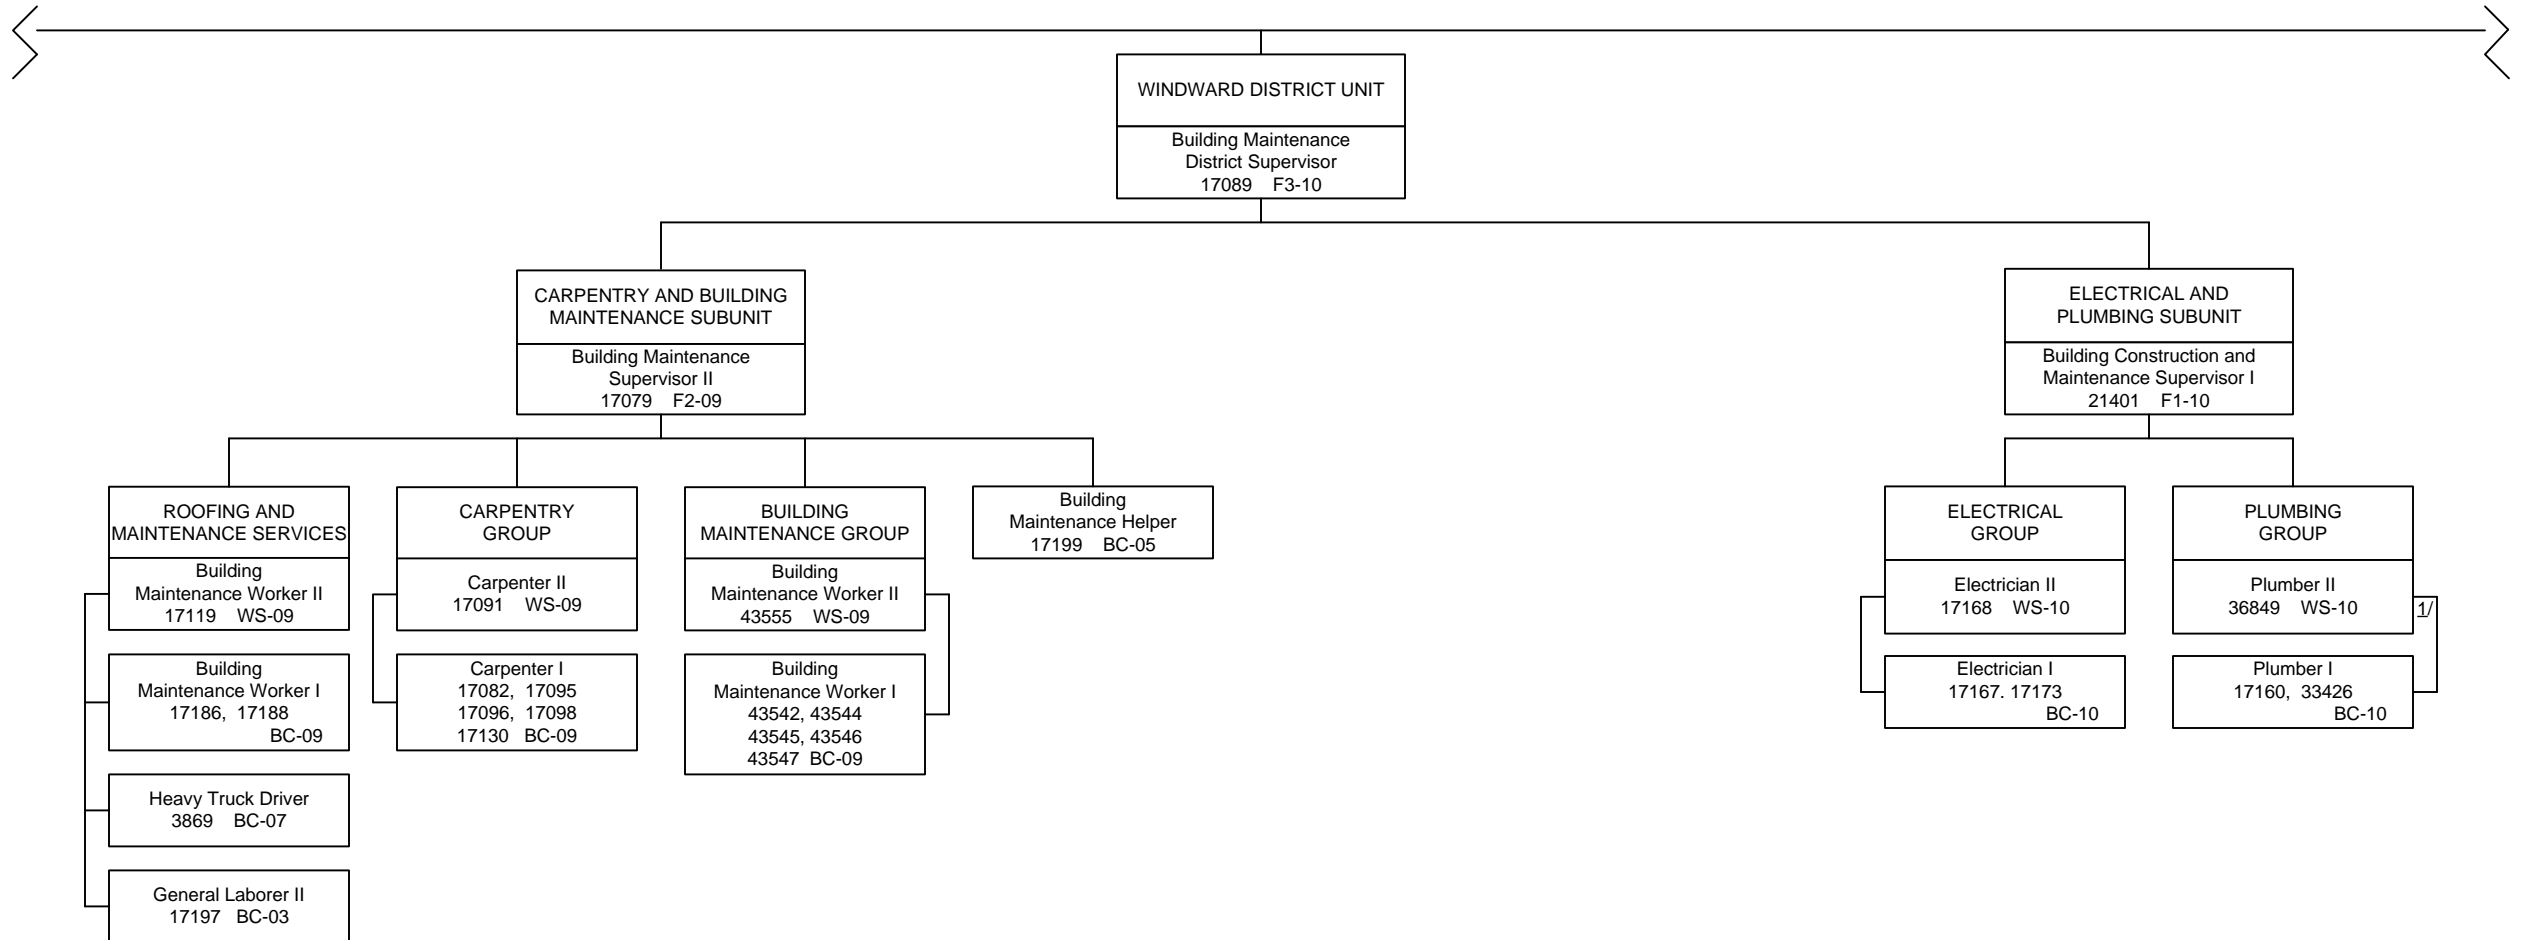 WINDWARD DISTRICT UNIT
Building Maintenance
District Supervisor
17089 F3-10
CARPENTRY AND BUILDING
MAINTENANCE SUBUNIT
Building Maintenance
Supervisor II
17079 F2-09
ELECTRICAL AND
PLUMBING SUBUNIT
Building Construction and
Maintenance Supervisor I
21401 F1-10
ROOFING AND
MAINTENANCE SERVICES
Building
Maintenance Worker II
17119 WS-09
Building
Maintenance Worker I
17186, 17188
BC-09
Heavy Truck Driver
3869 BC-07
General Laborer II
17197 BC-03
CARPENTRY
GROUP
Carpenter II
17091 WS-09
Carpenter I
17082, 17095
17096, 17098
17130 BC-09
BUILDING
MAINTENANCE GROUP
Building
Maintenance Worker II
43555 WS-09
Building
Maintenance Worker I
43542, 43544
43545, 43546
43547 BC-09
Building
Maintenance Helper
17199 BC-05
ELECTRICAL
GROUP
Electrician II
17168 WS-10
Electrician I
17167. 17173
BC-10
PLUMBING
GROUP
Plumber II
36849 WS-10
1/
Plumber I
17160, 33426
BC-10